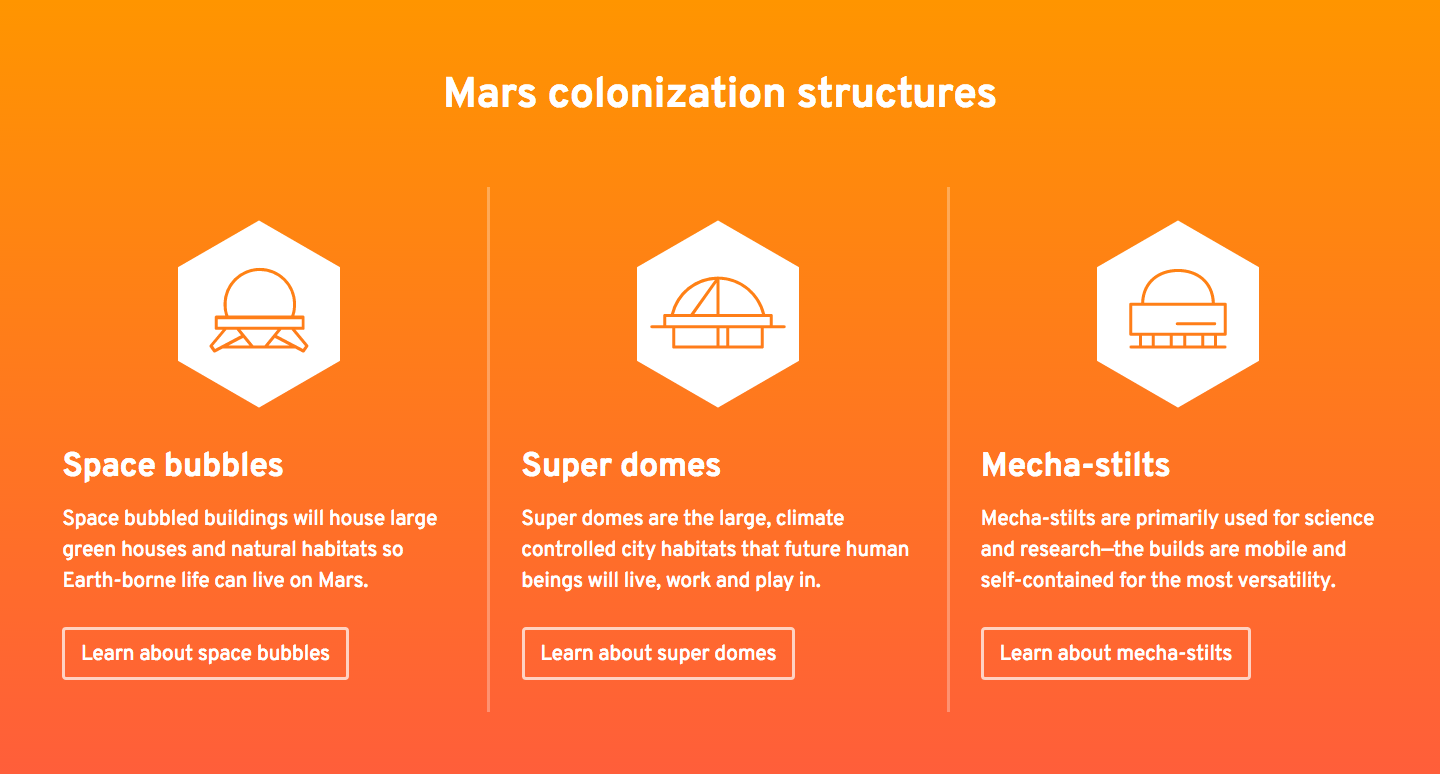 Mars colonization structures
Space bubbles
Space bubbled buildings will house large
green houses and natural habitats so
Earth-borne life can live on Mars.
Learn about space bubbles
Super domes
Super domes are the large, climate
controlled city habitats that future human
beings will live, work and play in.
Learn about super domes
Mecha-stilts
Mecha-stilts are primarily used for science
and research—the builds are mobile and
self-contained for the most versatility.
Learn about mecha-stilts